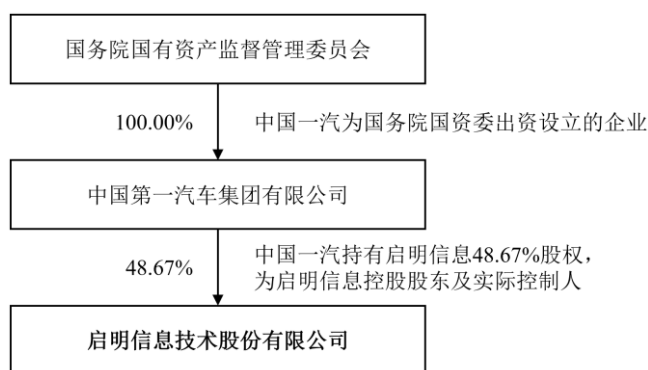 国务院国有资产监督管理委员会
100.00%
中国一汽为国务院国资委出资设立的企业
中国第一汽车集团有限公司
48.67%
中国一汽持有启明信息48.67%股权，
为启明信息控股股东及实际控制人
启明信息技术股份有限公司